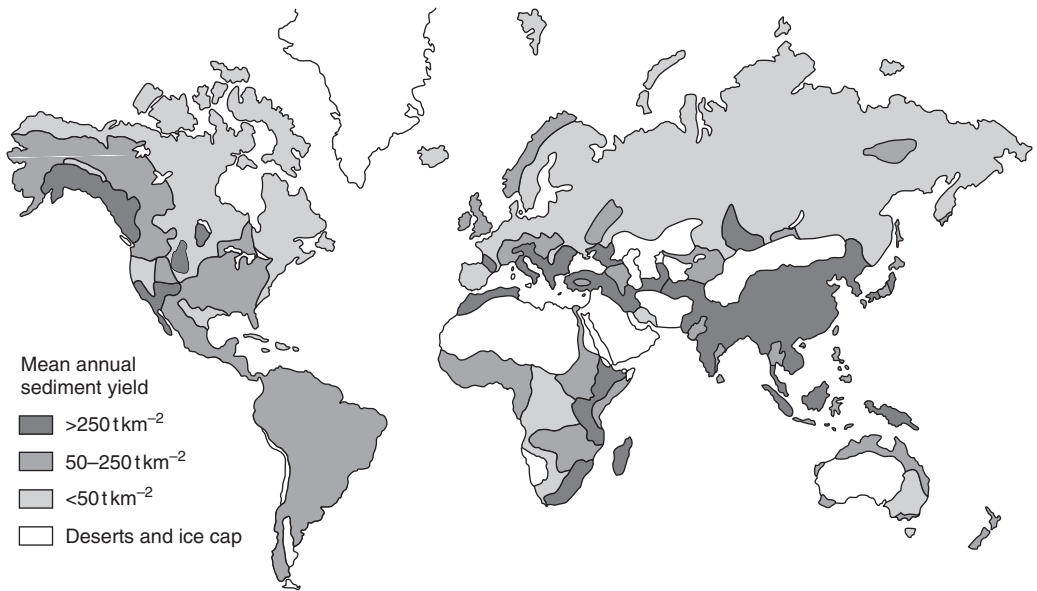 Mean annual
sediment yield
>250 t km⁻²
50–250 t km⁻²
<50 t km⁻²
Deserts and ice cap